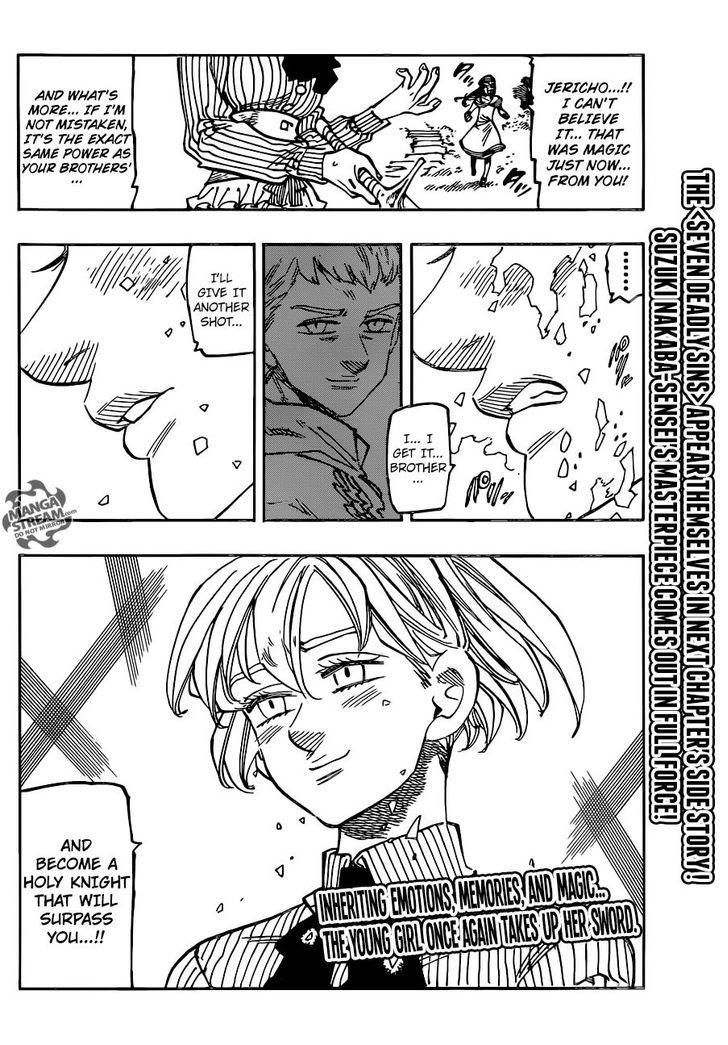 JERICHO...!!
I CAN'T
BELIEVE
IT... THAT
WAS MAGIC
JUST NOW...
FROM YOU!
AND WHAT'S
MORE... IF I'M
NOT MISTAKEN,
IT'S THE EXACT
SAME POWER AS
YOUR BROTHERS'
...
......
I... I
GET IT...
BROTHER...
I'LL
GIVE IT
ANOTHER
SHOT...
AND
BECOME A
HOLY KNIGHT
THAT WILL
SURPASS
YOU...!!
INHERITING EMOTIONS, MEMORIES, AND MAGIC...
THE YOUNG GIRL ONCE AGAIN TAKES UP HER SWORD.
THE <SEVEN DEADLY SINS> APPEAR THEMSELVES IN NEXT CHAPTER'S SIDE STORY!
SUZUKI NAKABA-SENSEI'S MASTERPIECE COMES OUT IN FULL FORCE!
MANGA
STREAM.com
DO NOT MIRROR